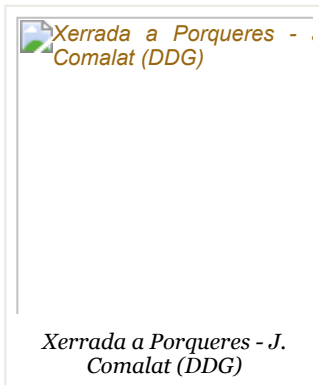 Xerrada a Porqueres -
Comalat (DDG)
Xerrada a Porqueres - J.
Comalat (DDG)